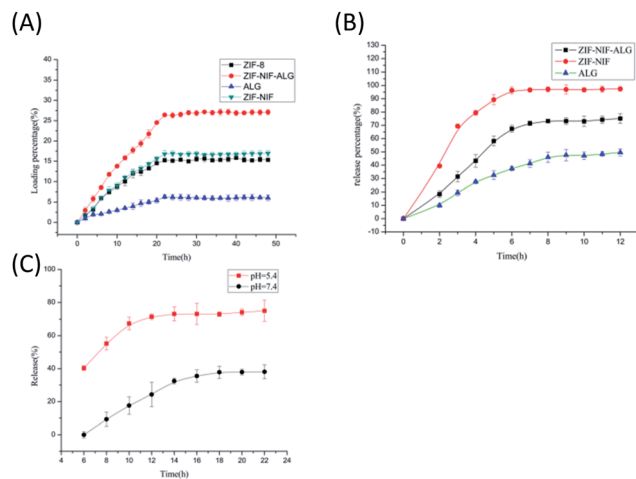 (A)
ZIF-8
ZIF-NIF-ALG
ALG
ZIF-NIF
Loading percentage(%)
40
35
30
25
20
15
10
5
0
0 10 20 30 40 50
Time(h)
(B)
ZIF-NIF-ALG
ZIF-NIF
ALG
release percentage(%)
130
120
110
100
90
80
70
60
50
40
30
20
10
0
-10
0 2 4 6 8 10 12
Time(h)
(C)
pH=5.4
pH=7.4
Release(%)
80
60
40
20
0
4 6 8 10 12 14 16 18 20 22 24
Time(h)